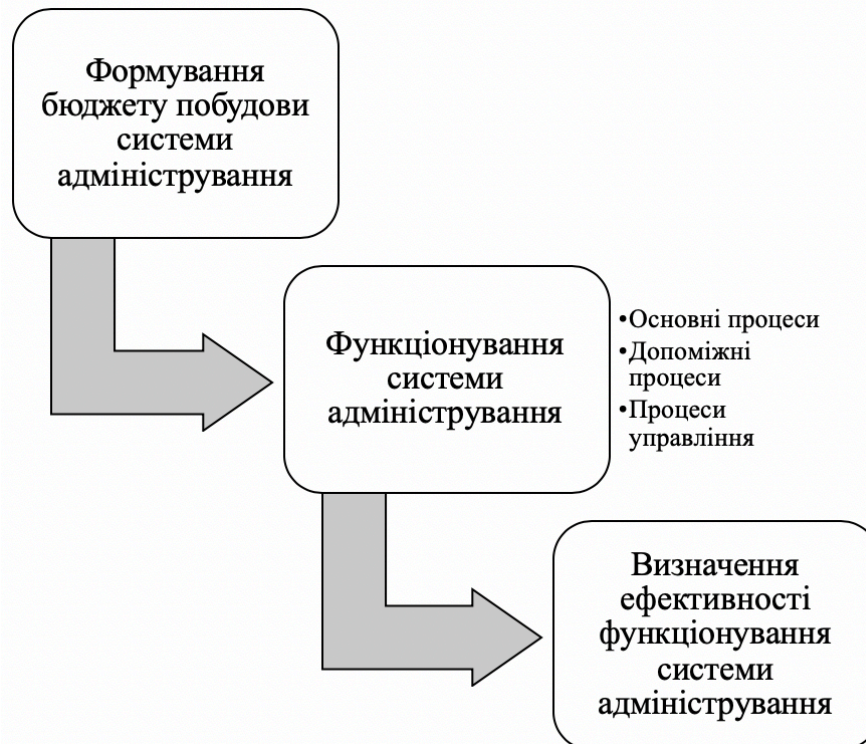 Формування
бюджету побудови
системи
адміністрування
Функціонування
системи
адміністрування
•Основні процеси
•Допоміжні
процеси
•Процеси
управління
Визначення
ефективності
функціонування
системи
адміністрування